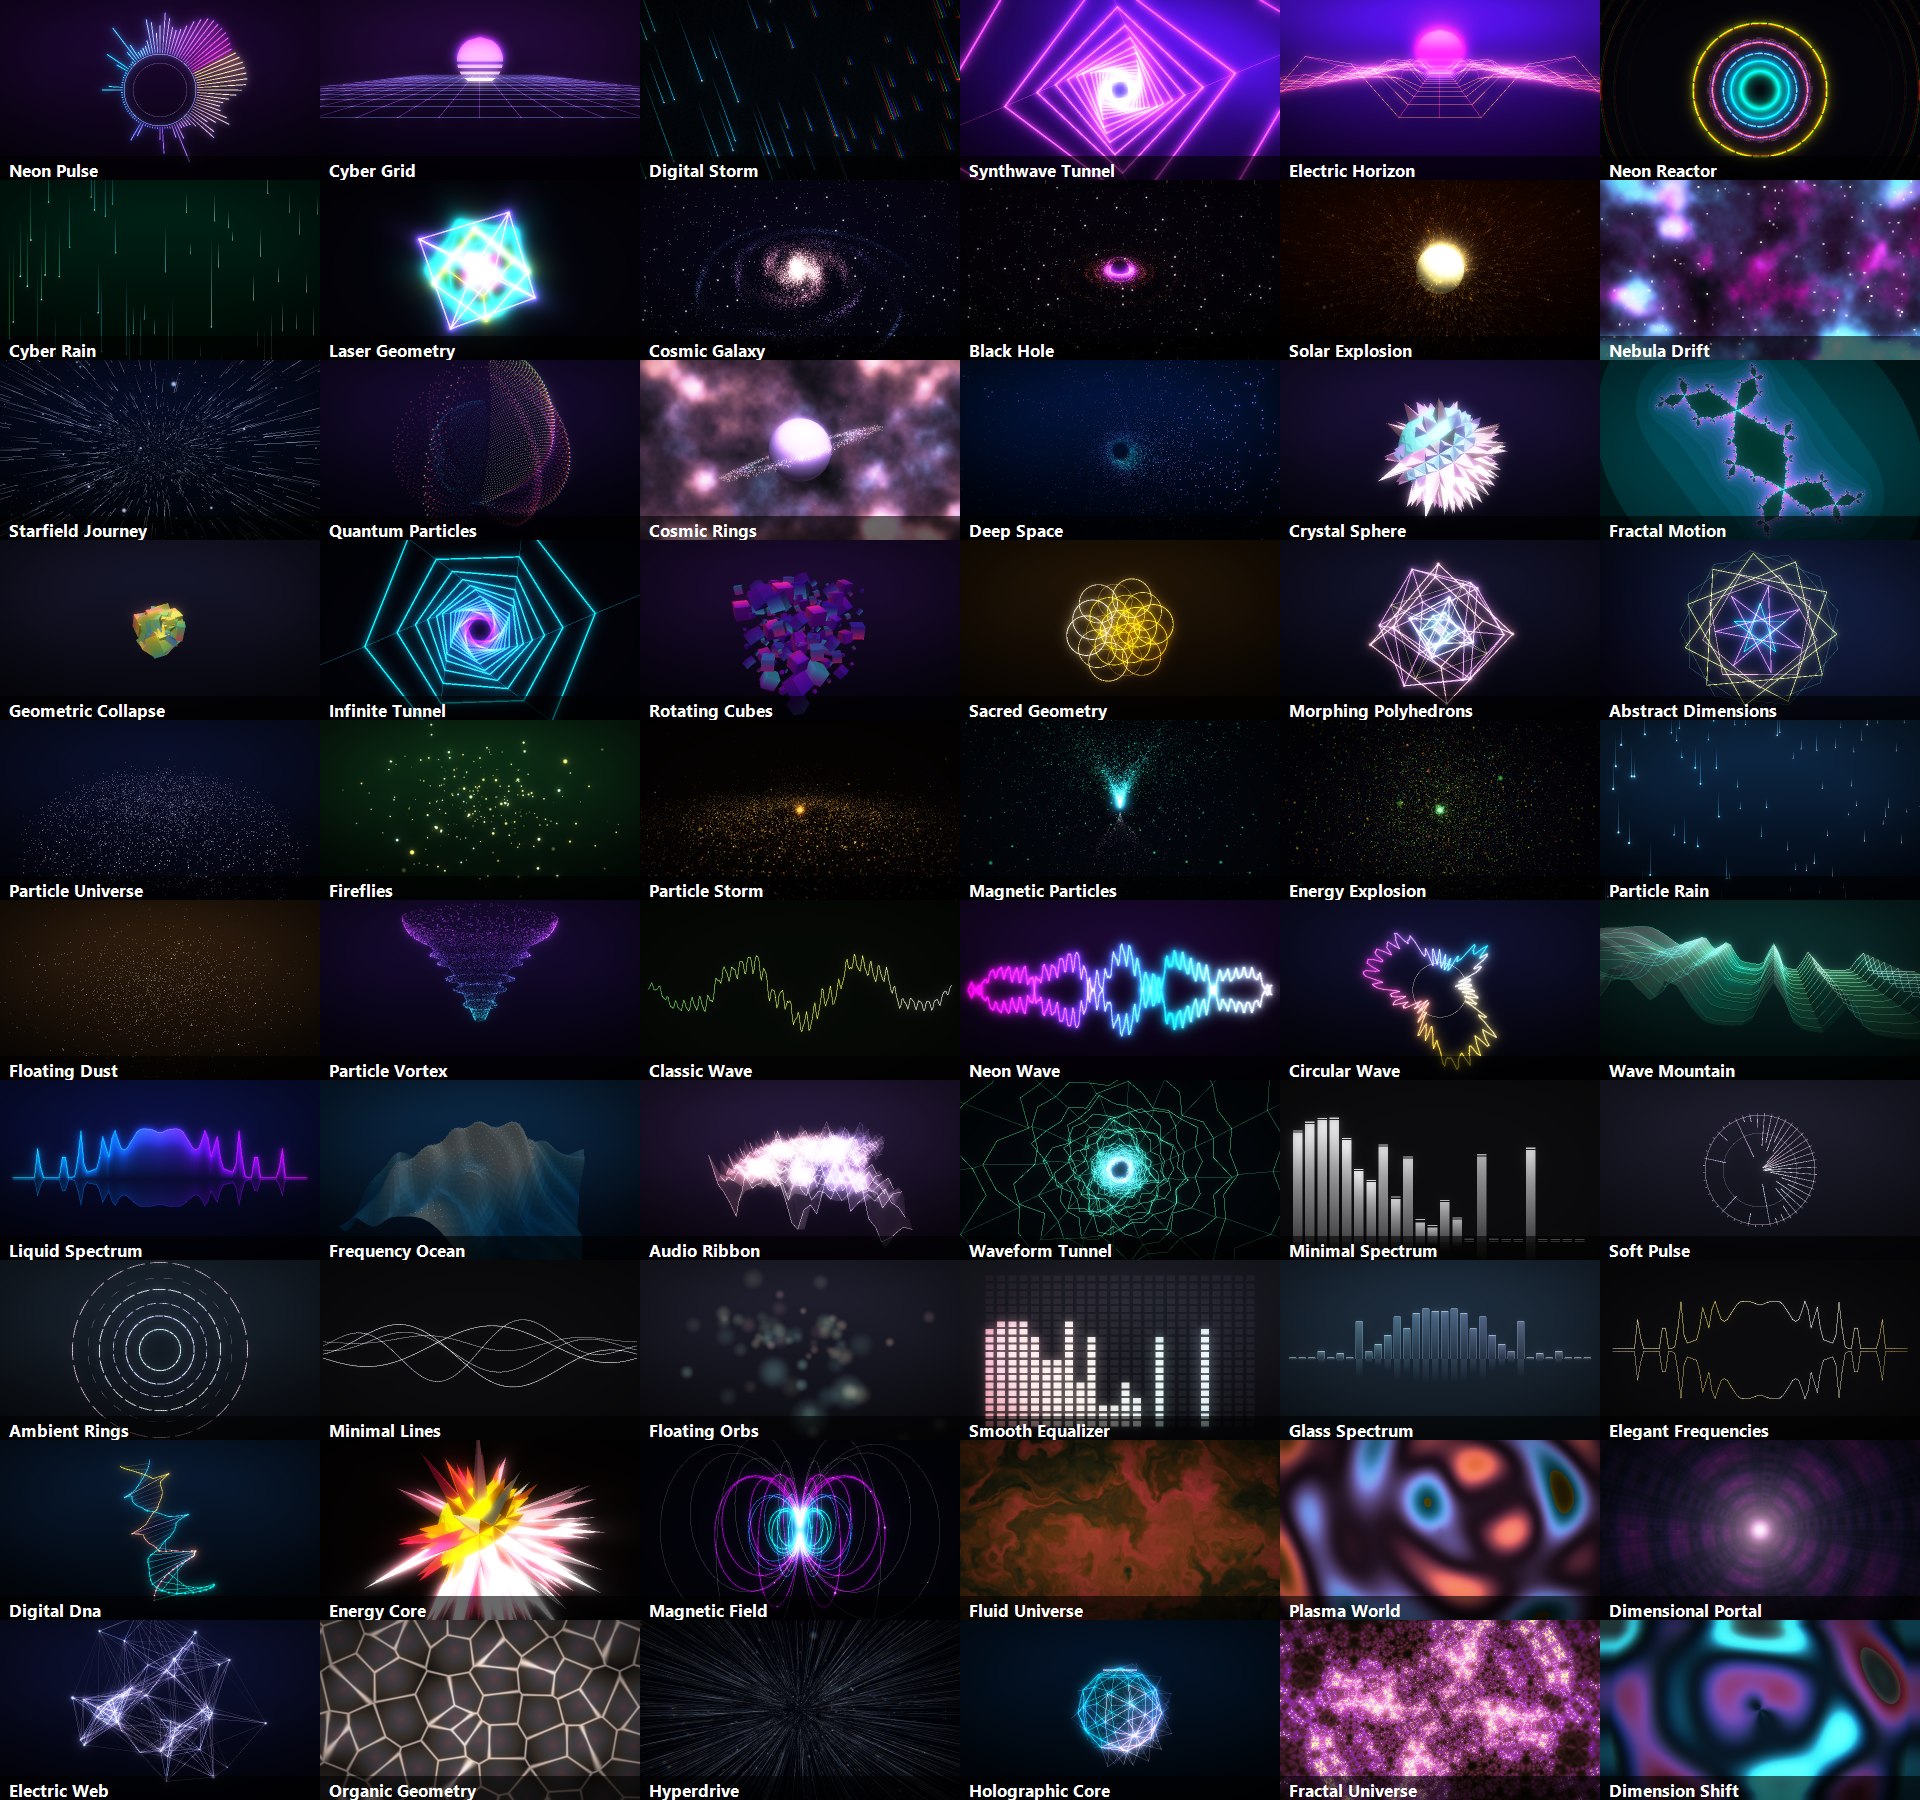 Neon Pulse
Cyber Grid
Digital Storm
Synthwave Tunnel
Electric Horizon
Neon Reactor
Cyber Rain
Laser Geometry
Cosmic Galaxy
Black Hole
Solar Explosion
Nebula Drift
Starfield Journey
Quantum Particles
Cosmic Rings
Deep Space
Crystal Sphere
Fractal Motion
Geometric Collapse
Infinite Tunnel
Rotating Cubes
Sacred Geometry
Morphing Polyhedrons
Abstract Dimensions
Particle Universe
Fireflies
Particle Storm
Magnetic Particles
Energy Explosion
Particle Rain
Floating Dust
Particle Vortex
Classic Wave
Neon Wave
Circular Wave
Wave Mountain
Liquid Spectrum
Frequency Ocean
Audio Ribbon
Waveform Tunnel
Minimal Spectrum
Soft Pulse
Ambient Rings
Minimal Lines
Floating Orbs
Smooth Equalizer
Glass Spectrum
Elegant Frequencies
Digital Dna
Energy Core
Magnetic Field
Fluid Universe
Plasma World
Dimensional Portal
Electric Web
Organic Geometry
Hyperdrive
Holographic Core
Fractal Universe
Dimension Shift